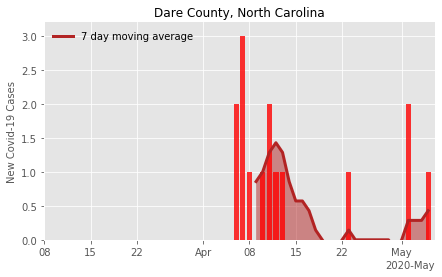 Dare County, North Carolina
7 day moving average
New Covid-19 Cases
3.0
2.5
2.0
1.5
1.0
0.5
0.0
08 15 22 Apr 08 15 22 May
2020-May